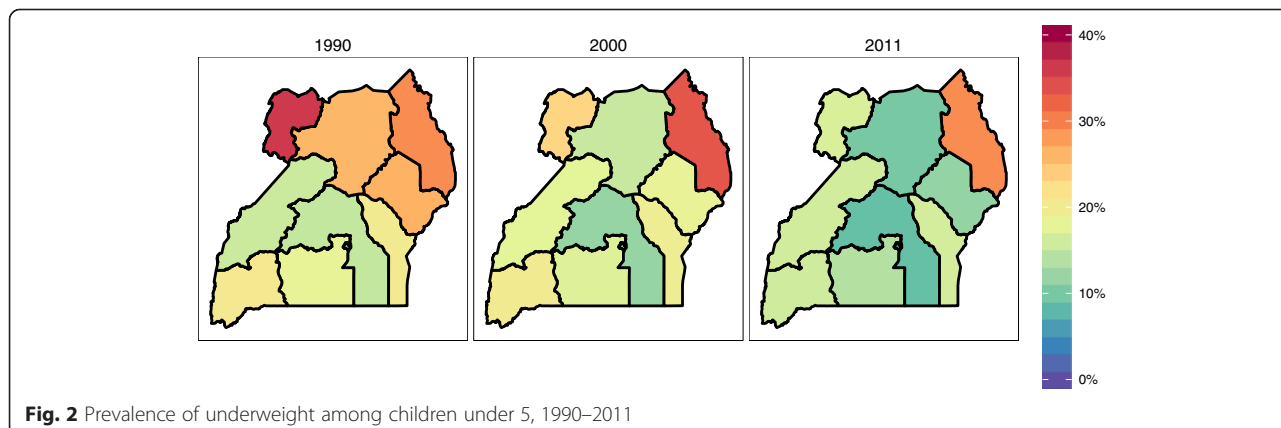 1990 2000 2011
40%
30%
20%
10%
0%
Fig. 2 Prevalence of underweight among children under 5, 1990–2011